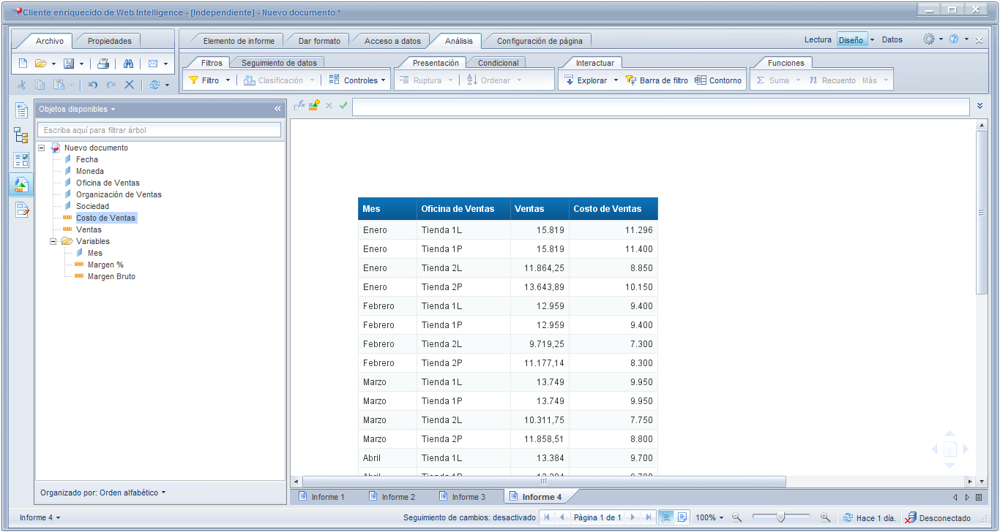 Cliente enriquecido de Web Intelligence - [Independiente] - Nuevo documento *
Archivo Propiedades Elemento de informe Dar formato Acceso a datos Análisis Configuración de página Lectura Diseño Datos
Filtros Seguimiento de datos Presentación Condicional Interactuar Funciones
Filtro Clasificación Controles Ruptura Ordenar Explorar Barra de filtro Contorno Suma Recuento Más
Objetos disponibles
Escriba aquí para filtrar árbol
Nuevo documento
Fecha
Moneda
Oficina de Ventas
Organización de Ventas
Sociedad
Costo de Ventas
Ventas
Variables
Mes
Margen %
Margen Bruto
Organizado por: Orden alfabético
Mes Oficina de Ventas Ventas Costo de Ventas
Enero Tienda 1L 15.819 11.296
Enero Tienda 1P 15.819 11.400
Enero Tienda 2L 11.864,25 8.850
Enero Tienda 2P 13.643,89 10.150
Febrero Tienda 1L 12.959 9.400
Febrero Tienda 1P 12.959 9.400
Febrero Tienda 2L 9.719,25 7.300
Febrero Tienda 2P 11.177,14 8.300
Marzo Tienda 1L 13.749 9.950
Marzo Tienda 1P 13.749 9.950
Marzo Tienda 2L 10.311,75 7.750
Marzo Tienda 2P 11.858,51 8.800
Abril Tienda 1L 13.384 9.700
Informe 1 Informe 2 Informe 3 Informe 4
Informe 4 Seguimiento de cambios: desactivado Página 1 de 1 100% Hace 1 día. Desconectado